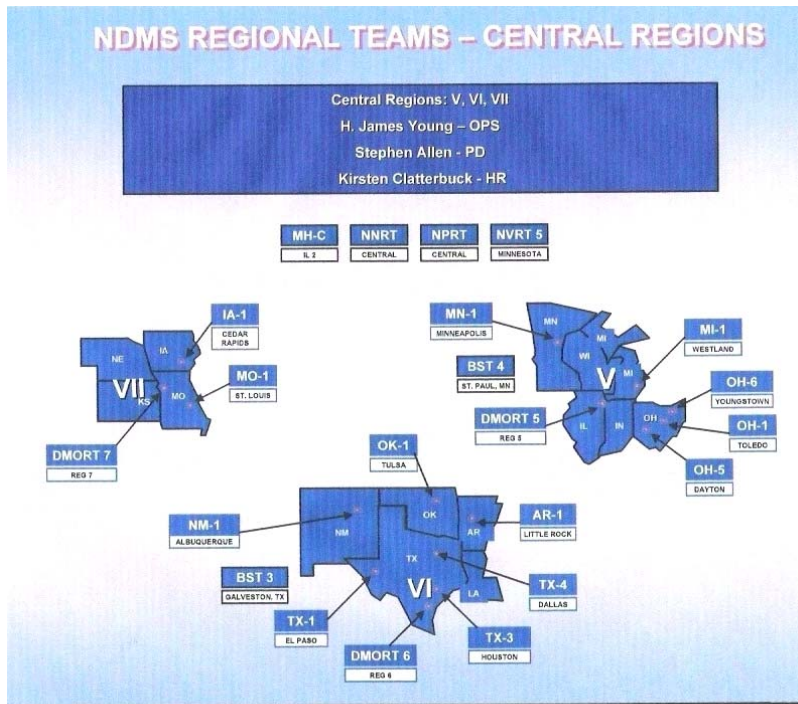 NDMS REGIONAL TEAMS – CENTRAL REGIONS
Central Regions: V, VI, VII
H. James Young – OPS
Stephen Allen - PD
Kirsten Clatterbuck - HR
MH-C
IL 2
NNRT
CENTRAL
NPRT
CENTRAL
NVRT 5
MINNESOTA
IA-1
CEDAR
RAPIDS
MO-1
ST. LOUIS
NE
IA
VII
KS
MO
DMORT 7
REG 7
MN-1
MINNEAPOLIS
BST 4
ST. PAUL, MN
DMORT 5
REG 5
MN
MI
WI
V
MI
IL
IN
OH
MI-1
WESTLAND
OH-6
YOUNGSTOWN
OH-1
TOLEDO
OH-5
DAYTON
OK-1
TULSA
NM-1
ALBUQUERQUE
BST 3
GALVESTON, TX
TX-1
EL PASO
DMORT 6
REG 6
NM
OK
AR
TX
VI
LA
AR-1
LITTLE ROCK
TX-4
DALLAS
TX-3
HOUSTON